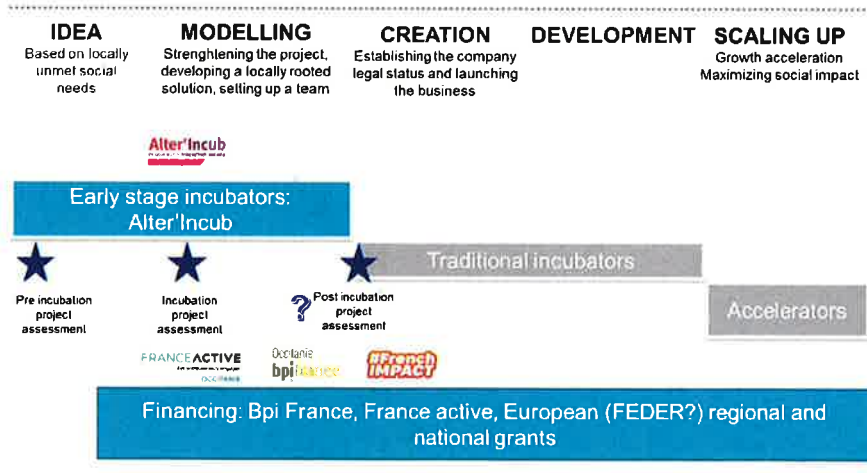 IDEA
Based on locally
unmet social
needs
MODELLING
Strenghtening the project,
developing a locally rooted
solution, setting up a team
CREATION
Establishing the company
legal status and launching
the business
DEVELOPMENT
SCALING UP
Growth acceleration
Maximizing social impact
Alter'Incub
Early stage incubators:
Alter'Incub
Traditional incubators
Accelerators
Pre incubation
project
assessment
Incubation
project
assessment
?
Post incubation
project
assessment
FRANCE ACTIVE
OCCITANIE
Occitanie
bpifrance
#French
IMPACT
Financing: Bpi France, France active, European (FEDER?) regional and
national grants